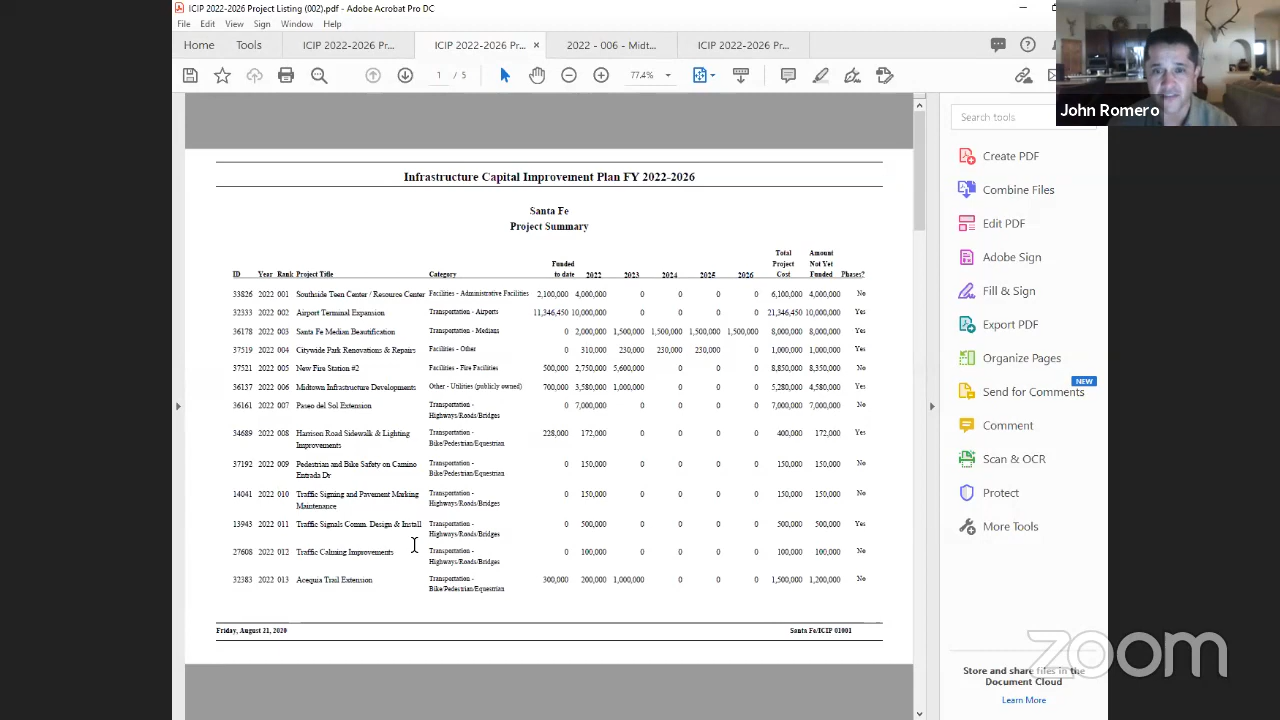 ICIP 2022-2026 Project Listing (002).pdf - Adobe Acrobat Pro DC
File Edit View Sign Window Help
Home Tools ICIP 2022-2026 Pr... ICIP 2022-2026 Pr... × 2022 - 006 - Midt... ICIP 2022-2026 Pr...
1 / 5 77.4%
John Romero
Search tools
Create PDF
Combine Files
Edit PDF
Adobe Sign
Fill & Sign
Export PDF
Organize Pages
NEW
Send for Comments
Comment
Scan & OCR
Protect
More Tools
Store and share files in the
Document Cloud
Learn More
zoom
Infrastructure Capital Improvement Plan FY 2022-2026
Santa Fe
Project Summary
ID Year Rank Project Title Category Funded to date 2022 2023 2024 2025 2026 Total Project Cost Amount Not Yet Funded Phases?
33826 2022 001 Southside Teen Center / Resource Center Facilities - Administrative Facilities 2,100,000 4,000,000 0 0 0 0 6,100,000 4,000,000 No
32333 2022 002 Airport Terminal Expansion Transportation - Airports 11,346,450 10,000,000 0 0 0 0 21,346,450 10,000,000 Yes
36178 2022 003 Santa Fe Median Beautification Transportation - Medians 0 2,000,000 1,500,000 1,500,000 1,500,000 1,500,000 8,000,000 8,000,000 Yes
37519 2022 004 Citywide Park Renovations & Repairs Facilities - Other 0 310,000 230,000 230,000 230,000 0 1,000,000 1,000,000 Yes
37521 2022 005 New Fire Station #2 Facilities - Fire Facilities 500,000 2,750,000 5,600,000 0 0 0 8,850,000 8,350,000 No
36137 2022 006 Midtown Infrastructure Developments Other - Utilities (publicly owned) 700,000 3,580,000 1,000,000 0 0 0 5,280,000 4,580,000 Yes
36161 2022 007 Paseo del Sol Extension Transportation - Highways/Roads/Bridges 0 7,000,000 0 0 0 0 7,000,000 7,000,000 No
34689 2022 008 Harrison Road Sidewalk & Lighting Improvements Transportation - Bike/Pedestrian/Equestrian 228,000 172,000 0 0 0 0 400,000 172,000 Yes
37192 2022 009 Pedestrian and Bike Safety on Camino Entrada Dr Transportation - Bike/Pedestrian/Equestrian 0 150,000 0 0 0 0 150,000 150,000 No
14041 2022 010 Traffic Signing and Pavement Marking Maintenance Transportation - Highways/Roads/Bridges 0 150,000 0 0 0 0 150,000 150,000 No
13943 2022 011 Traffic Signals Comm. Design & Install Transportation - Highways/Roads/Bridges 0 500,000 0 0 0 0 500,000 500,000 Yes
27608 2022 012 Traffic Calming Improvements Transportation - Highways/Roads/Bridges 0 100,000 0 0 0 0 100,000 100,000 No
32383 2022 013 Acequia Trail Extension Transportation - Bike/Pedestrian/Equestrian 300,000 200,000 1,000,000 0 0 0 1,500,000 1,200,000 No
Friday, August 21, 2020 Santa Fe/ICIP 01001